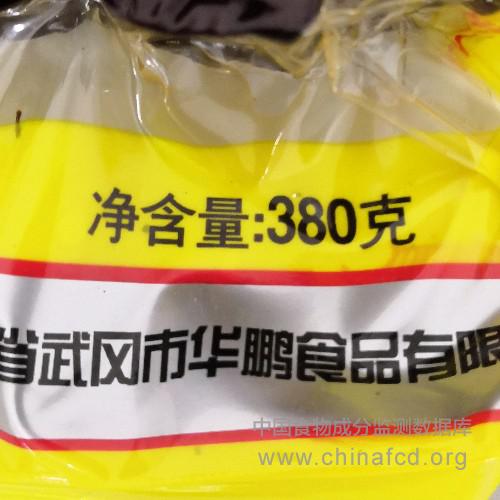 净含量:380克
省武冈市华鹏食品有限
中国食物成分监测数据库
www.chinafcd.org